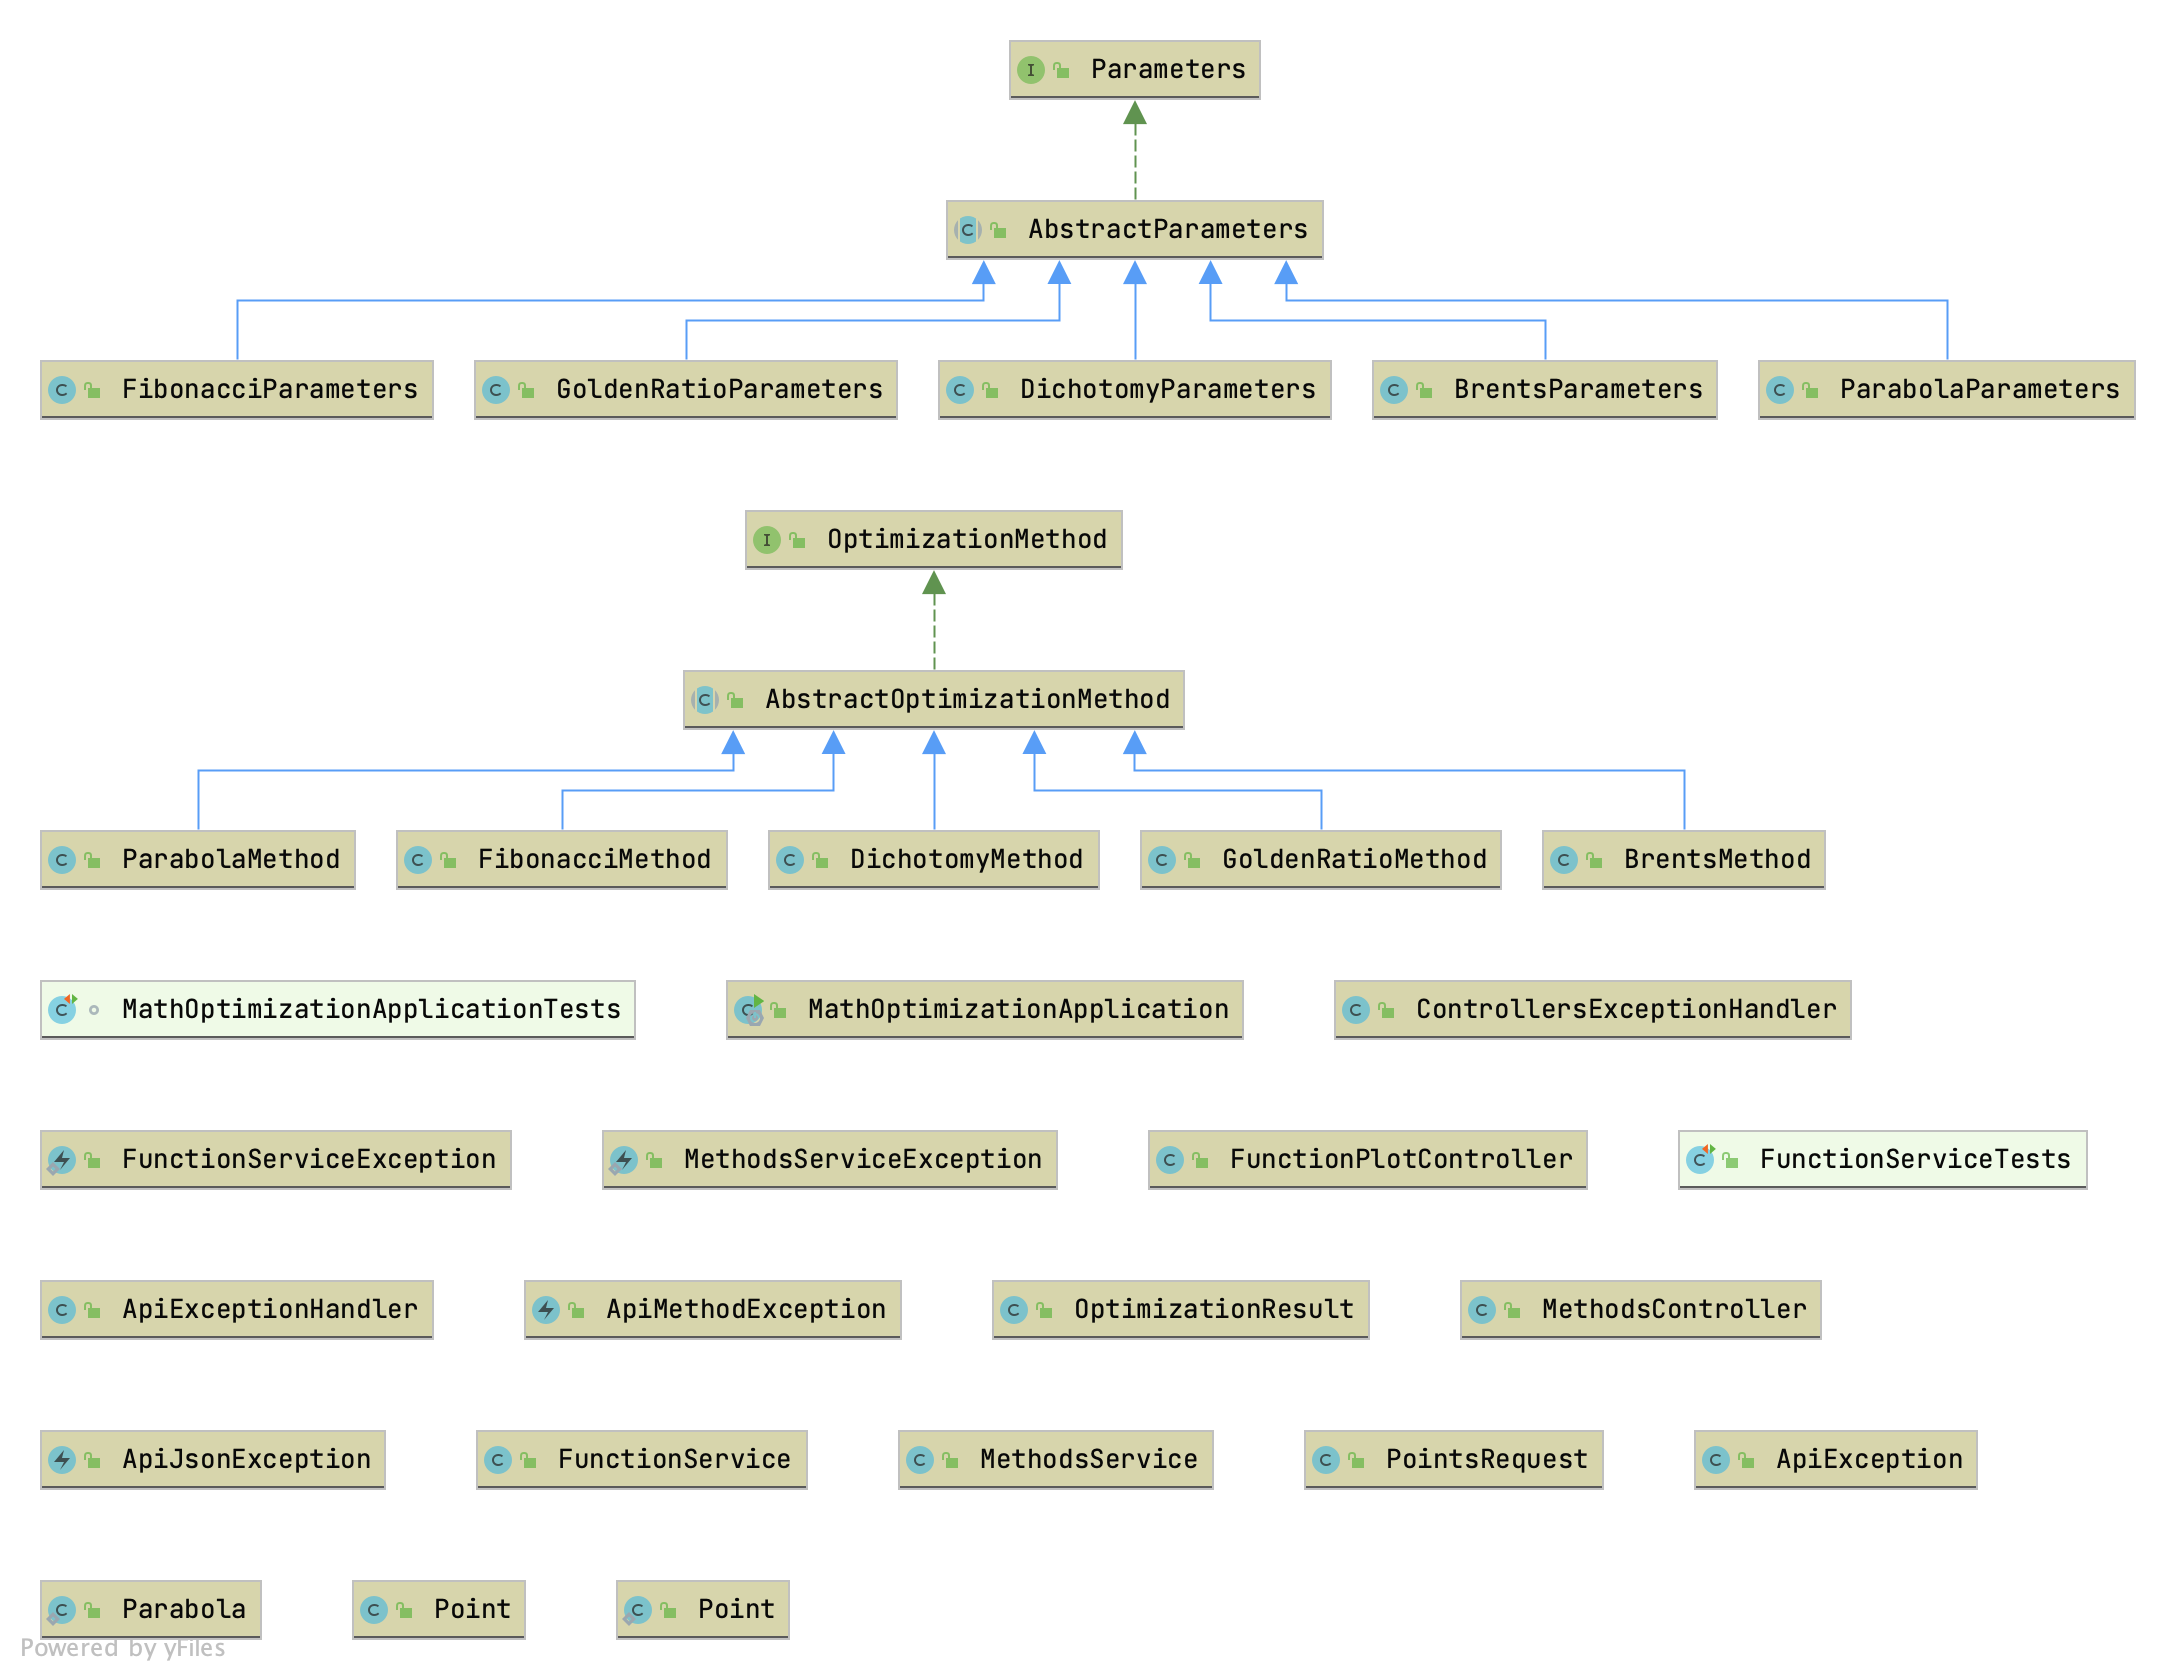 Parameters
AbstractParameters
FibonacciParameters GoldenRatioParameters DichotomyParameters BrentsParameters ParabolaParameters
OptimizationMethod
AbstractOptimizationMethod
ParabolaMethod FibonacciMethod DichotomyMethod GoldenRatioMethod BrentsMethod
MathOptimizationApplicationTests MathOptimizationApplication ControllersExceptionHandler
FunctionServiceException MethodsServiceException FunctionPlotController FunctionServiceTests
ApiExceptionHandler ApiMethodException OptimizationResult MethodsController
ApiJsonException FunctionService MethodsService PointsRequest ApiException
Parabola Point Point
Powered by yFiles